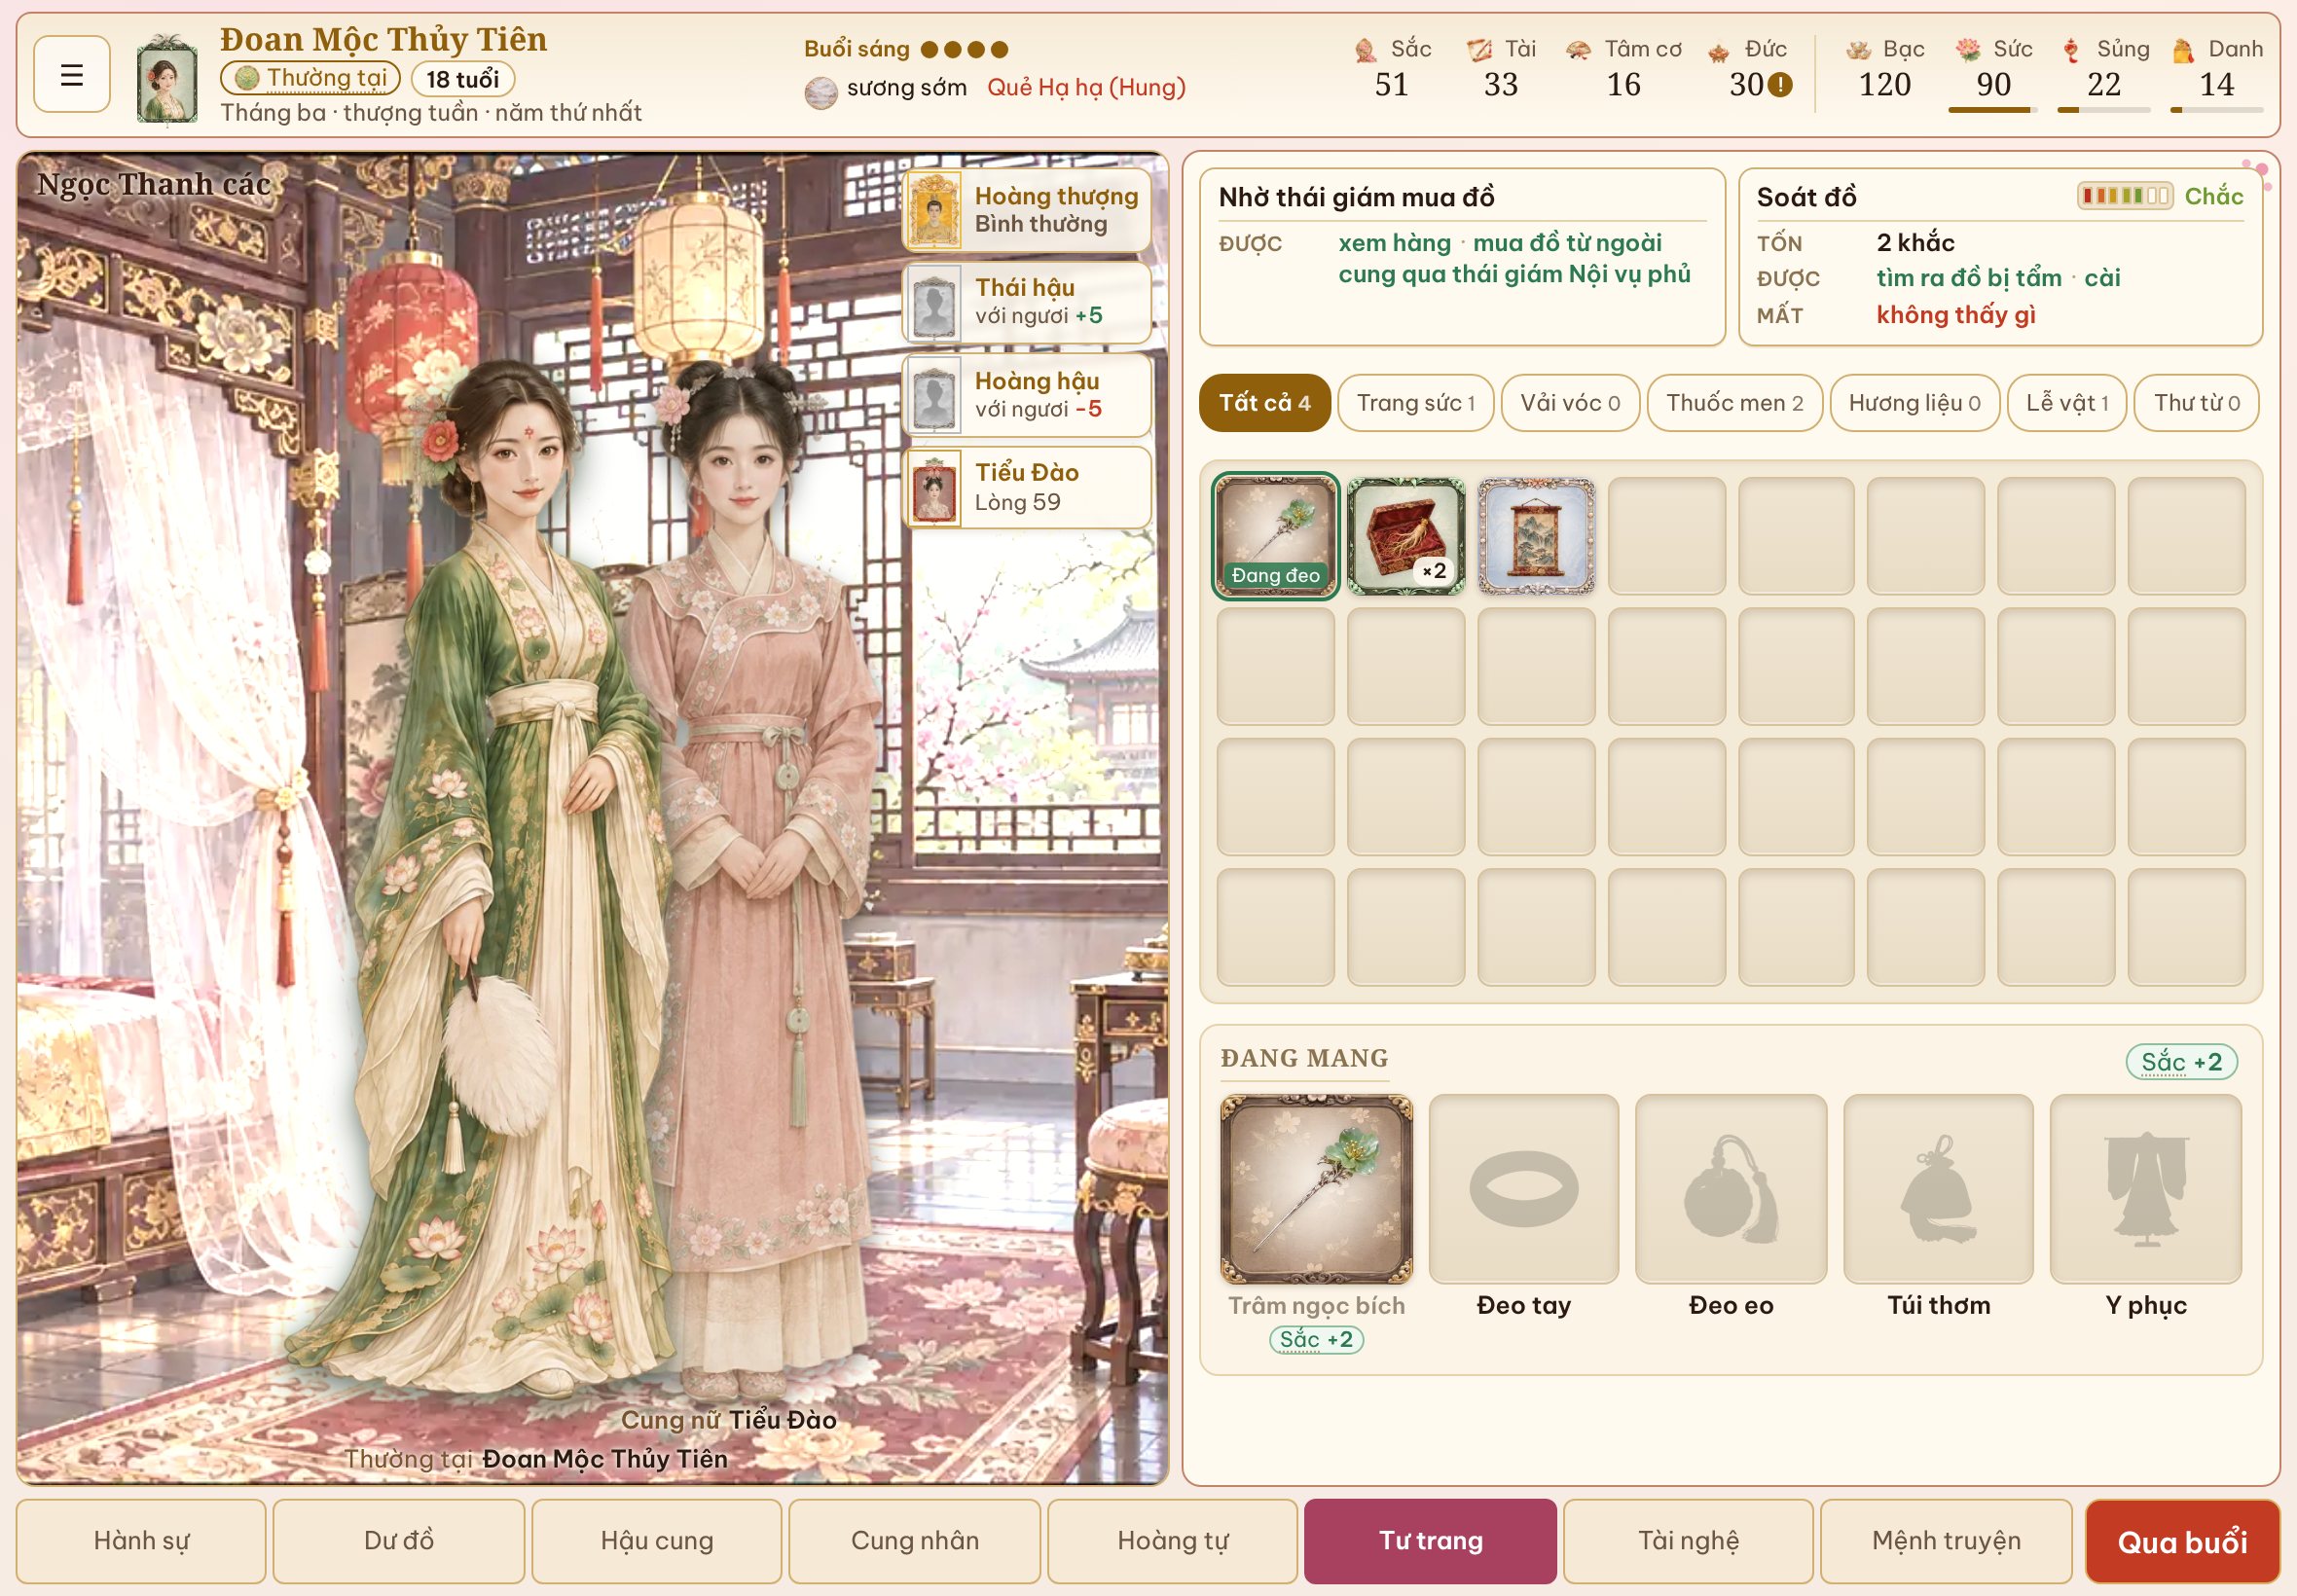 ☰
Đoan Mộc Thủy Tiên
Thường tại 18 tuổi
Tháng ba · thượng tuần · năm thứ nhất
Buổi sáng
sương sớm Quẻ Hạ hạ (Hung)
Sắc Tài Tâm cơ Đức Bạc Sức Sủng Danh
51 33 16 30 ! 120 90 22 14
Ngọc Thanh các
Hoàng thượng
Bình thường
Thái hậu
với ngươi +5
Hoàng hậu
với ngươi -5
Tiểu Đào
Lòng 59
Cung nữ Tiểu Đào
Thường tại Đoan Mộc Thủy Tiên
Nhờ thái giám mua đồ
ĐƯỢC xem hàng · mua đồ từ ngoài
cung qua thái giám Nội vụ phủ
Soát đồ Chắc
TỐN 2 khắc
ĐƯỢC tìm ra đồ bị tẩm · cài
MẤT không thấy gì
Tất cả 4 Trang sức 1 Vải vóc 0 Thuốc men 2 Hương liệu 0 Lễ vật 1 Thư từ 0
Đang đeo ×2
ĐANG MANG Sắc +2
Trâm ngọc bích Đeo tay Đeo eo Túi thơm Y phục
Sắc +2
Hành sự Dư đồ Hậu cung Cung nhân Hoàng tự Tư trang Tài nghệ Mệnh truyện Qua buổi